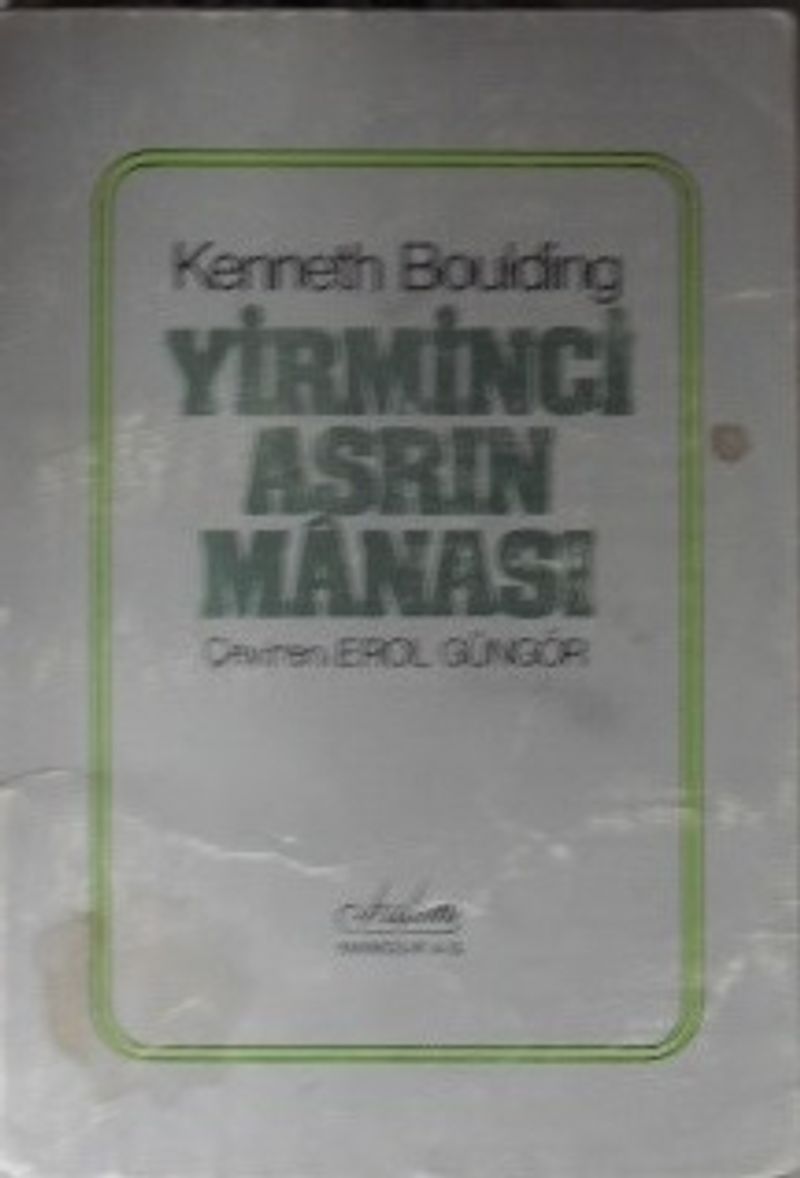 Kenneth Boulding
YİRMİNCİ
ASRIN
MÂNASI
Çeviren: EROL GÜNGÖR